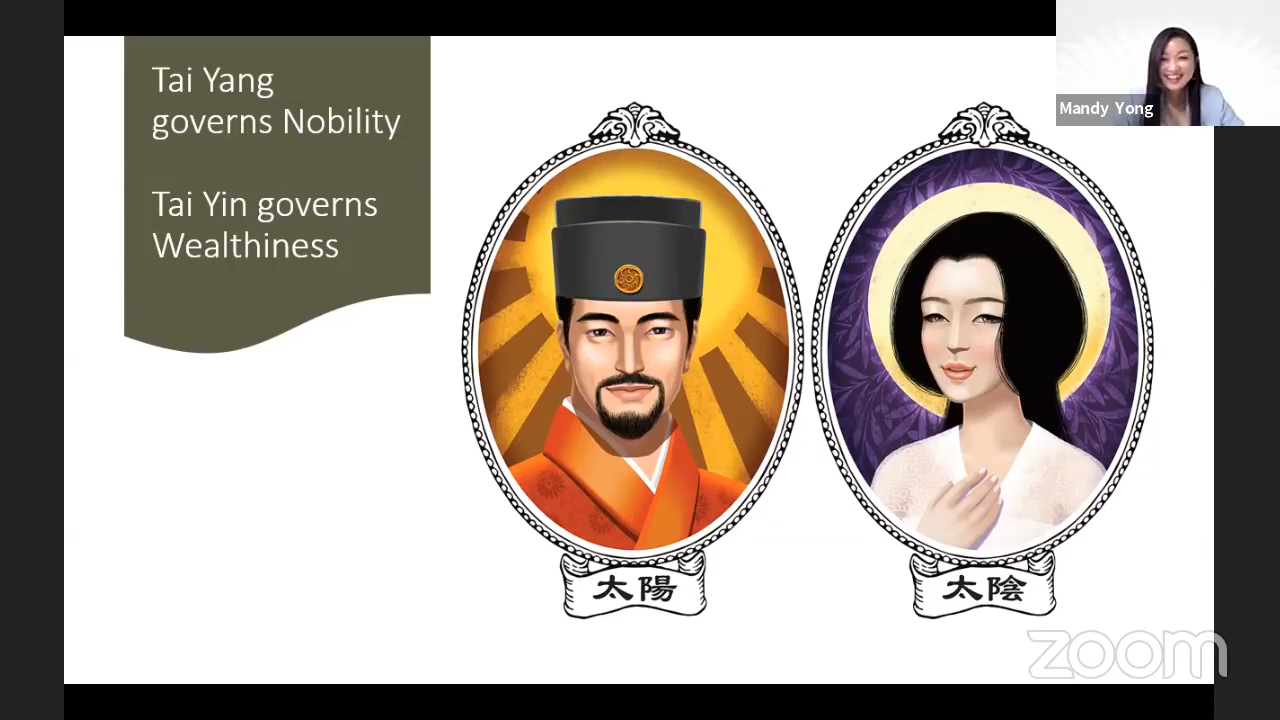 Tai Yang
governs Nobility
Tai Yin governs
Wealthiness
Mandy Yong
太陽
太陰
zoom